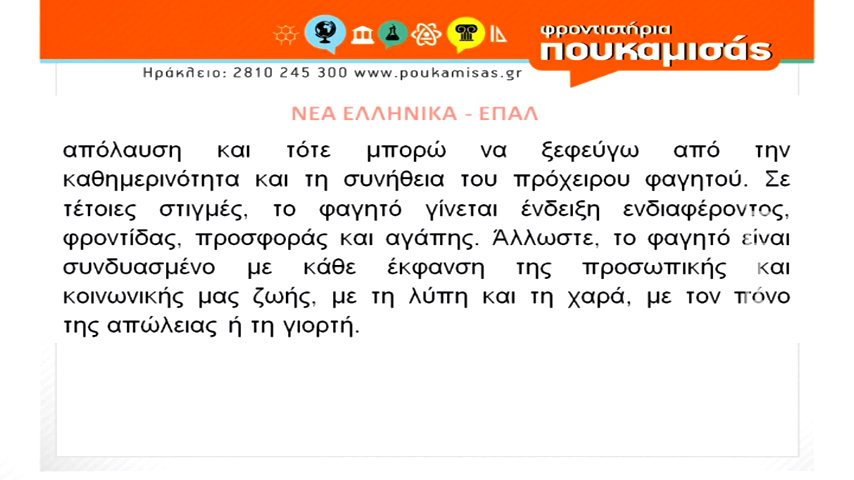 φροντιστήρια
πουκαμισάς
Ηράκλειο: 2810 245 300 www.poukamisas.gr
ΝΕΑ ΕΛΛΗΝΙΚΑ - ΕΠΑΛ
απόλαυση και τότε μπορώ να ξεφεύγω από την
καθημερινότητα και τη συνήθεια του πρόχειρου φαγητού. Σε
τέτοιες στιγμές, το φαγητό γίνεται ένδειξη ενδιαφέροντος,
φροντίδας, προσφοράς και αγάπης. Άλλωστε, το φαγητό είναι
συνδυασμένο με κάθε έκφανση της προσωπικής και
κοινωνικής μας ζωής, με τη λύπη και τη χαρά, με τον πόνο
της απώλειας ή τη γιορτή.